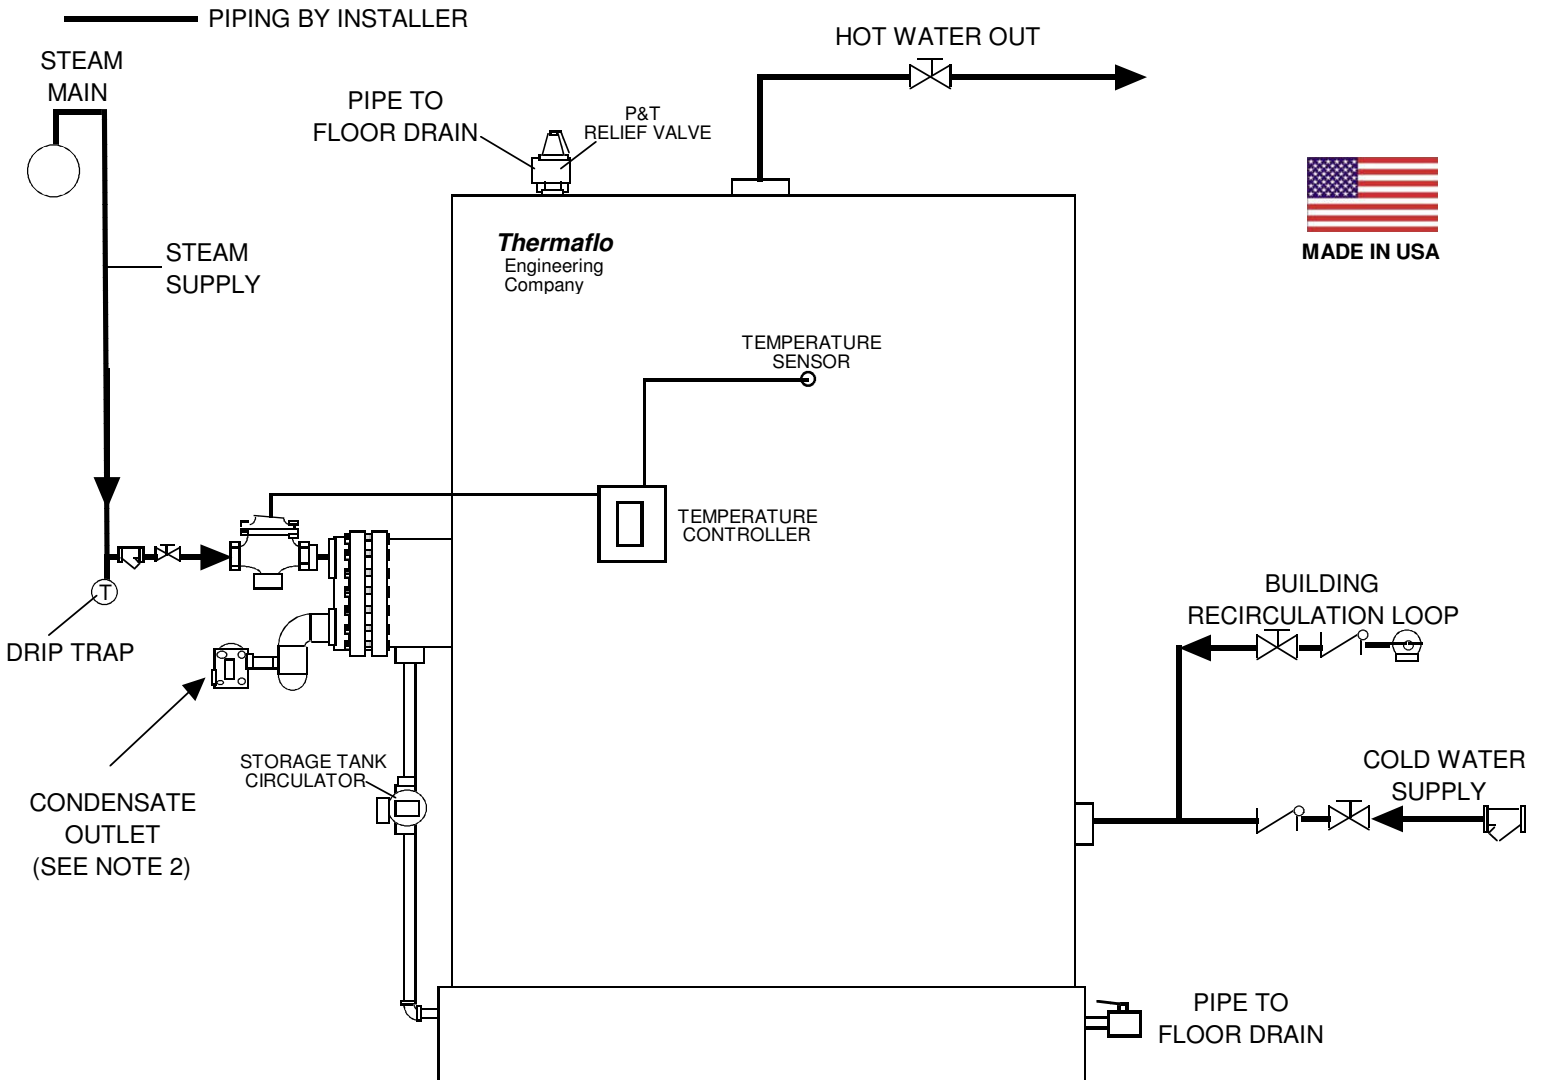 PIPING BY INSTALLER
STEAM
MAIN
HOT WATER OUT
PIPE TO
FLOOR DRAIN
P&T
RELIEF VALVE
MADE IN USA
Thermaflo
Engineering
Company
STEAM
SUPPLY
TEMPERATURE
SENSOR
TEMPERATURE
CONTROLLER
T
DRIP TRAP
BUILDING
RECIRCULATION LOOP
STORAGE TANK
CIRCULATOR
CONDENSATE
OUTLET
(SEE NOTE 2)
COLD WATER
SUPPLY
PIPE TO
FLOOR DRAIN